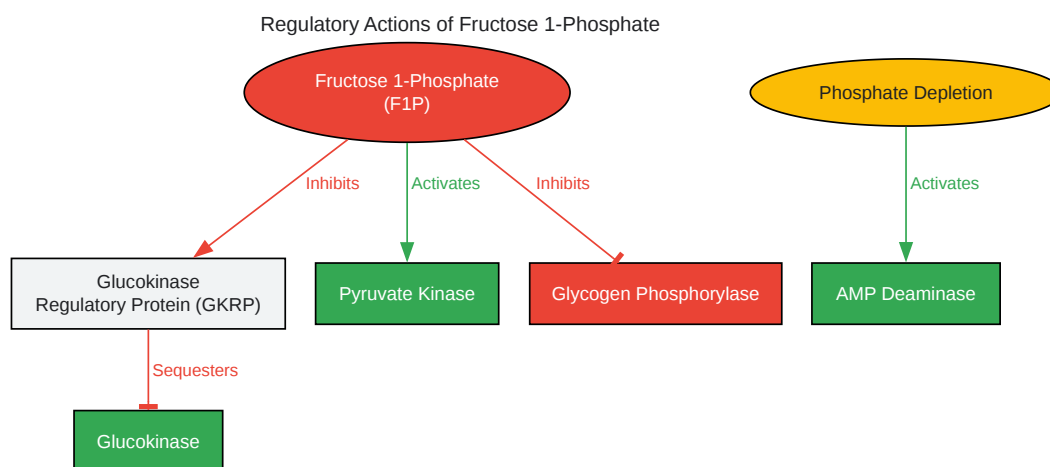 Regulatory Actions of Fructose 1-Phosphate
Fructose 1-Phosphate
(F1P)
Phosphate Depletion
Inhibits
Activates
Inhibits
Activates
Glucokinase
Regulatory Protein (GKRP)
Pyruvate Kinase
Glycogen Phosphorylase
AMP Deaminase
Sequesters
Glucokinase